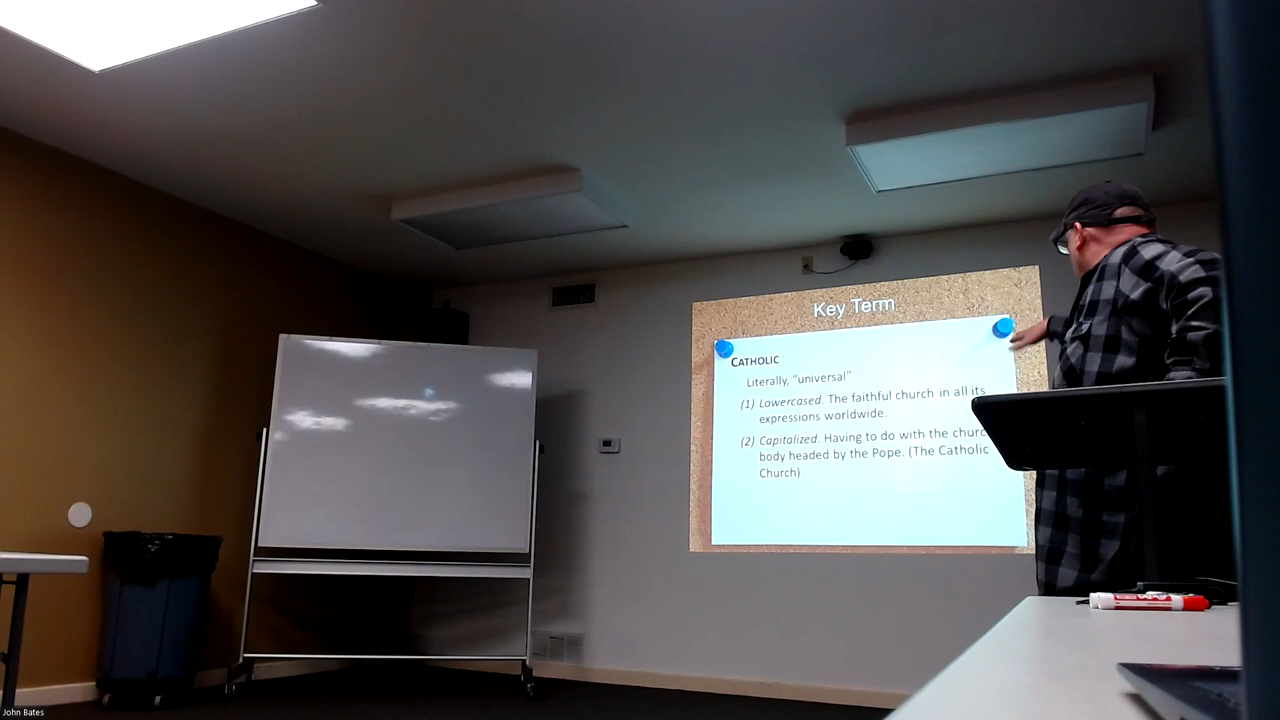 Key Term
CATHOLIC
Literally, "universal"
(1) Lowercased. The faithful church in all its
expressions worldwide.
(2) Capitalized. Having to do with the churc
body headed by the Pope. (The Catholic
Church)
John Bates